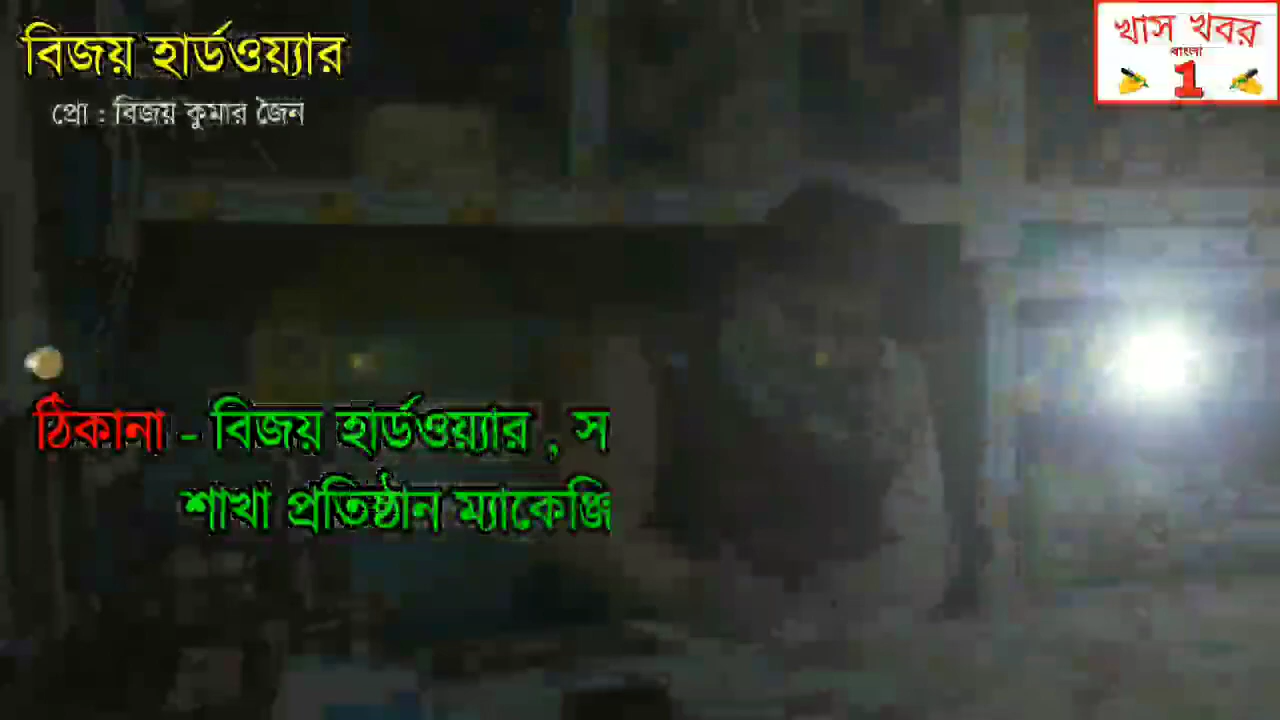 বিজয় হার্ডওয়্যার
প্রো : বিজয় কুমার জৈন
খাস খবর
বাংলা
1
ঠিকানা - বিজয় হার্ডওয়্যার , স
শাখা প্রতিষ্ঠান ম্যাকেঞ্জি